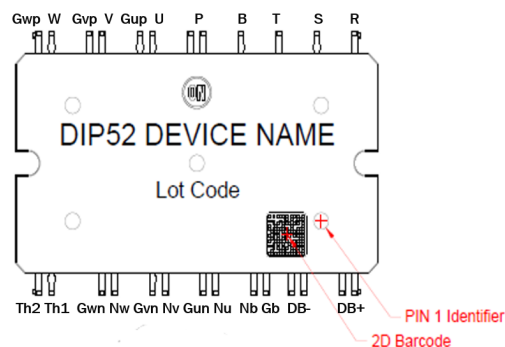 Gwp W Gvp V Gup U P B T S R
DIP52 DEVICE NAME
Lot Code
Th2 Th1 Gwn Nw Gvn Nv Gun Nu Nb Gb DB- DB+
PIN 1 Identifier
2D Barcode